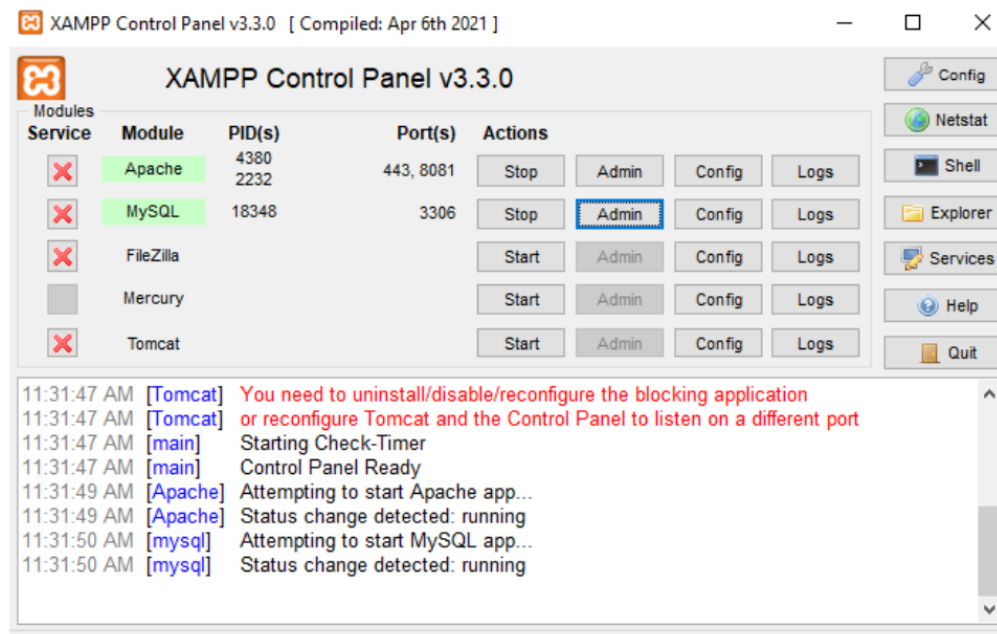 XAMPP Control Panel v3.3.0 [ Compiled: Apr 6th 2021 ]
XAMPP Control Panel v3.3.0
Config
Modules
Service Module PID(s) Port(s) Actions
Netstat
Apache 4380 443, 8081 Stop Admin Config Logs
2232
Shell
MySQL 18348 3306 Stop Admin Config Logs
Explorer
FileZilla Start Admin Config Logs
Services
Mercury Start Admin Config Logs
Help
Tomcat Start Admin Config Logs
Quit
11:31:47 AM [Tomcat] You need to uninstall/disable/reconfigure the blocking application
11:31:47 AM [Tomcat] or reconfigure Tomcat and the Control Panel to listen on a different port
11:31:47 AM [main] Starting Check-Timer
11:31:47 AM [main] Control Panel Ready
11:31:49 AM [Apache] Attempting to start Apache app...
11:31:49 AM [Apache] Status change detected: running
11:31:50 AM [mysql] Attempting to start MySQL app...
11:31:50 AM [mysql] Status change detected: running